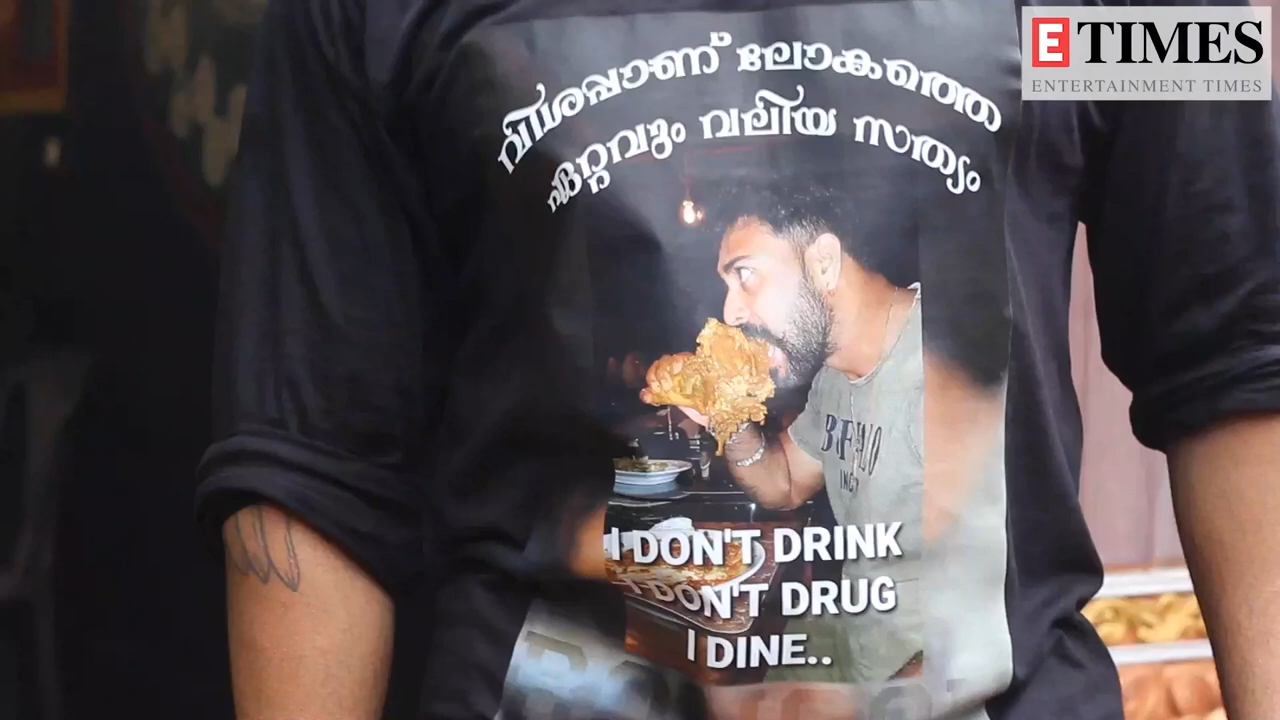 ETIMES
ENTERTAINMENT TIMES
വിശപ്പാണ് ലോകത്തെ
ഏറ്റവും വലിയ സത്യം
I DON'T DRINK
I DON'T DRUG
I DINE..